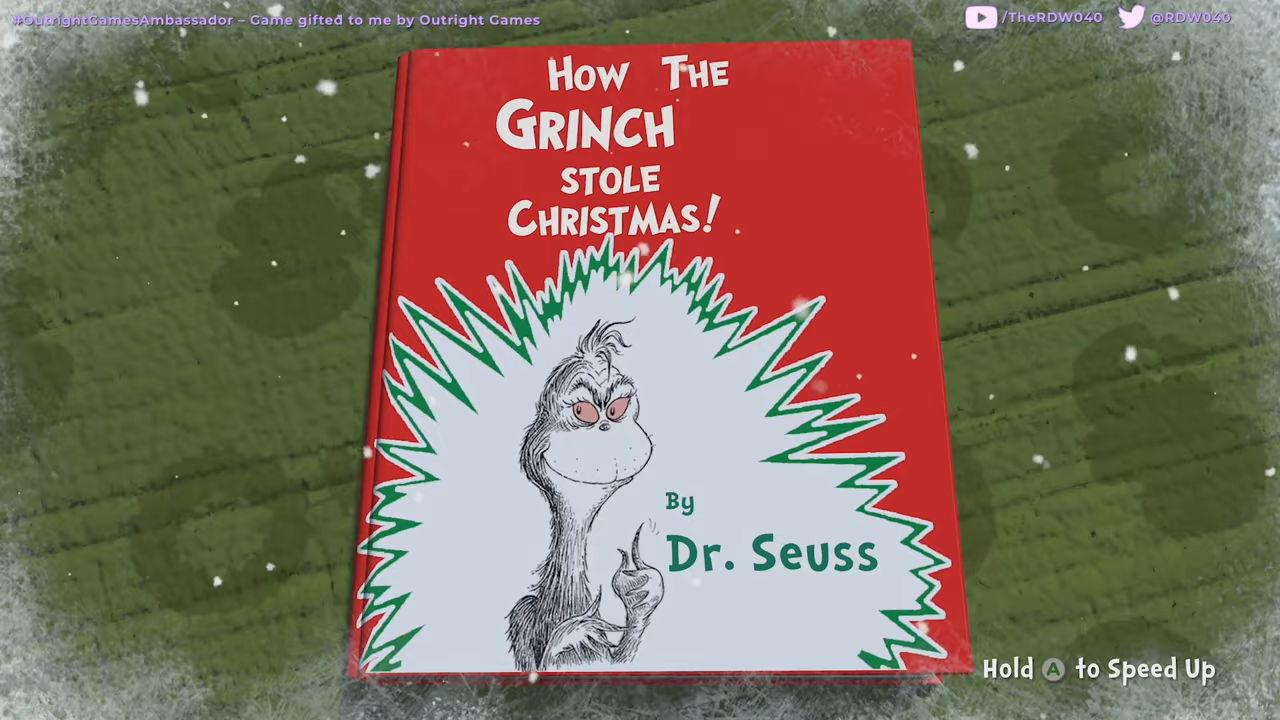 #OutrightGamesAmbassador – Game gifted to me by Outright Games
/TheRDW040 @RDW040
How The
Grinch
stole
Christmas!
By
Dr. Seuss
Hold A to Speed Up